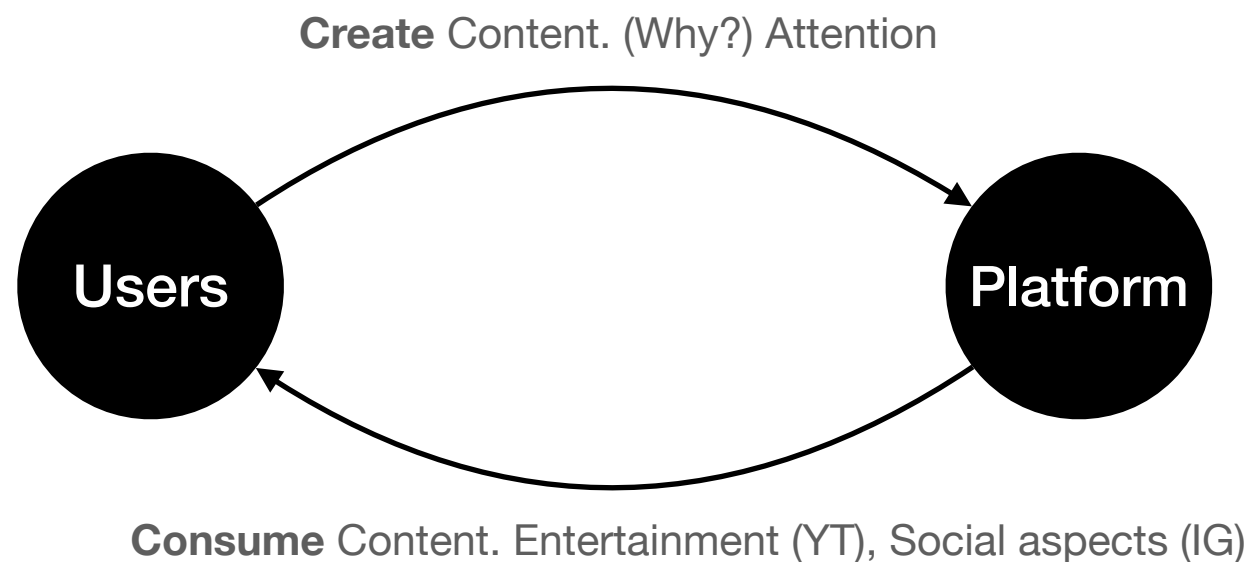 Create Content. (Why?) Attention
Users
Platform
Consume Content. Entertainment (YT), Social aspects (IG)